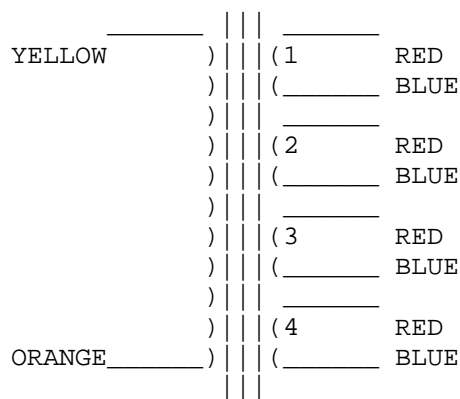 YELLOW 1 RED
BLUE
2 RED
BLUE
3 RED
BLUE
4 RED
ORANGE BLUE